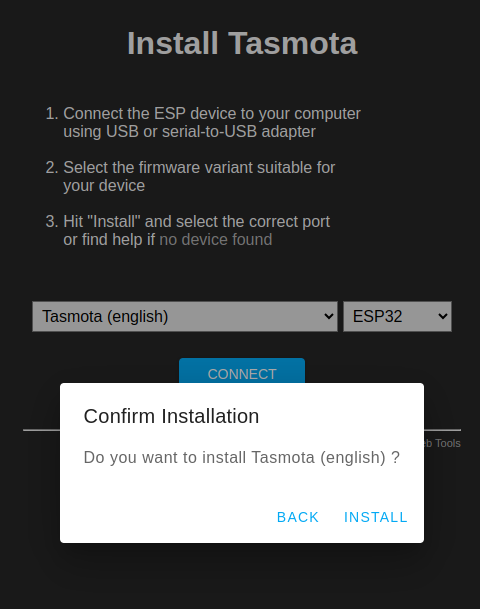 Install Tasmota
1. Connect the ESP device to your computer
using USB or serial-to-USB adapter
2. Select the firmware variant suitable for
your device
3. Hit "Install" and select the correct port
or find help if no device found
Tasmota (english) ESP32
CONNECT
Tools
Confirm Installation
Do you want to install Tasmota (english) ?
BACK INSTALL